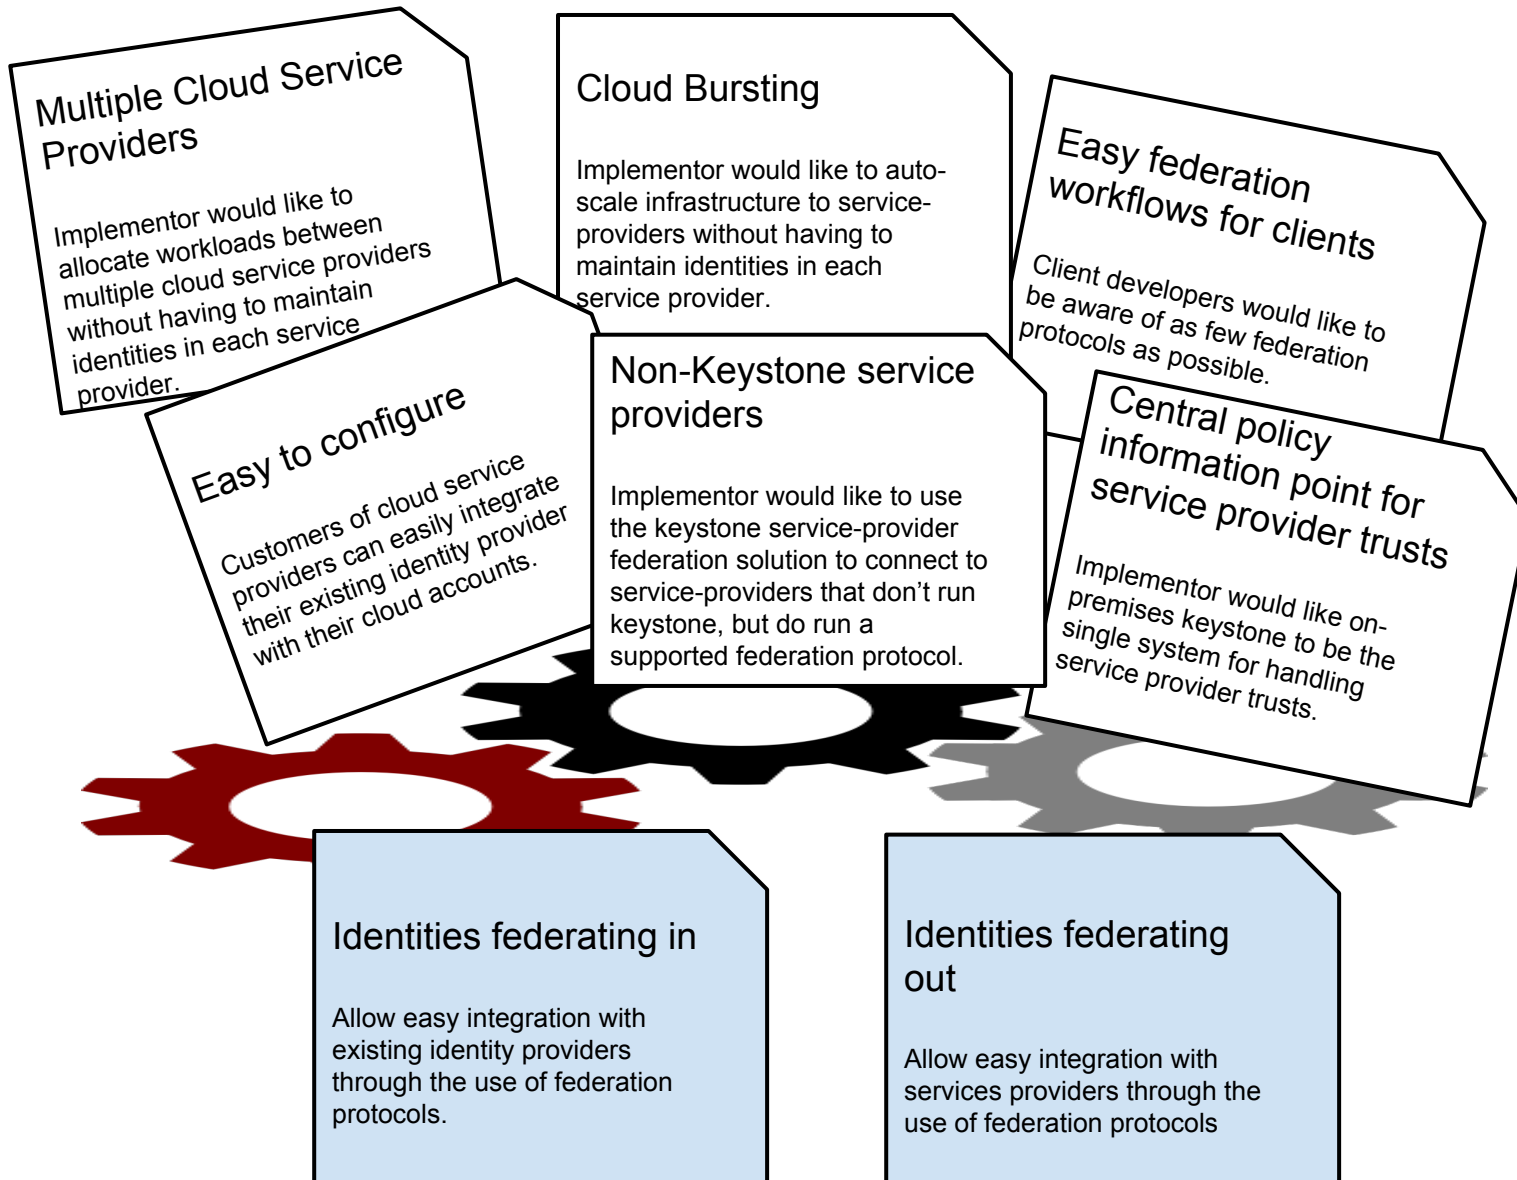 Multiple Cloud Service
Providers
Implementor would like to
allocate workloads between
multiple cloud service providers
without having to maintain
identities in each service
provider.
Cloud Bursting
Implementor would like to auto-
scale infrastructure to service-
providers without having to
maintain identities in each
service provider.
Easy federation
workflows for clients
Client developers would like to
be aware of as few federation
protocols as possible.
Easy to configure
Customers of cloud service
providers can easily integrate
their existing identity provider
with their cloud accounts.
Non-Keystone service
providers
Implementor would like to use
the keystone service-provider
federation solution to connect to
service-providers that don’t run
keystone, but do run a
supported federation protocol.
Central policy
information point for
service provider trusts
Implementor would like on-
premises keystone to be the
single system for handling
service provider trusts.
Identities federating in
Allow easy integration with
existing identity providers
through the use of federation
protocols.
Identities federating
out
Allow easy integration with
services providers through the
use of federation protocols